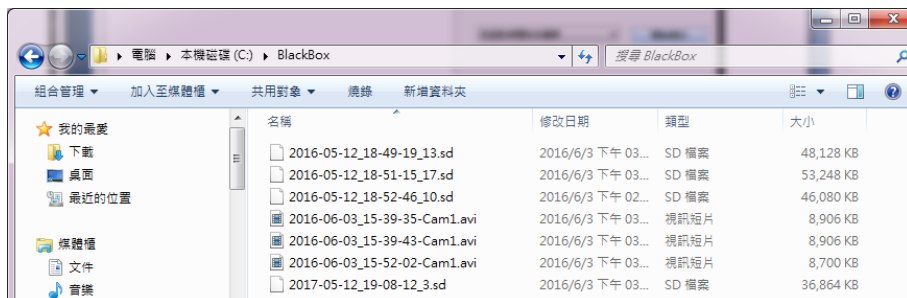 電腦 ▸ 本機磁碟 (C:) ▸ BlackBox
搜尋 BlackBox
組合管理 加入至媒體櫃 共用對象 燒錄 新增資料夾
我的最愛
下載
桌面
最近的位置
媒體櫃
文件
音樂
名稱 修改日期 類型 大小
2016-05-12_18-49-19_13.sd 2016/6/3 下午 03... SD 檔案 48,128 KB
2016-05-12_18-51-15_17.sd 2016/6/3 下午 03... SD 檔案 53,248 KB
2016-05-12_18-52-46_10.sd 2016/6/3 下午 02... SD 檔案 46,080 KB
2016-06-03_15-39-35-Cam1.avi 2016/6/3 下午 03... 視訊短片 8,906 KB
2016-06-03_15-39-43-Cam1.avi 2016/6/3 下午 03... 視訊短片 8,906 KB
2016-06-03_15-52-02-Cam1.avi 2016/6/3 下午 03... 視訊短片 8,700 KB
2017-05-12_19-08-12_3.sd 2016/6/3 下午 03... SD 檔案 36,864 KB